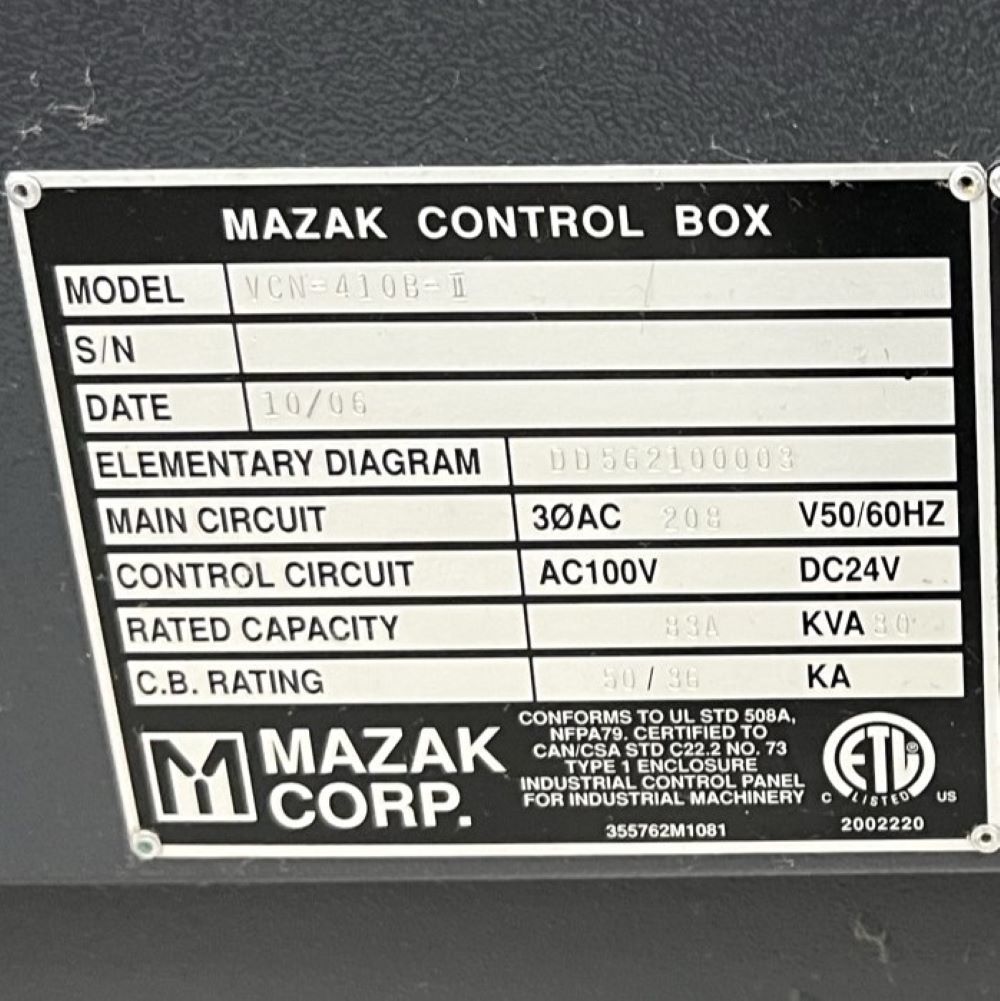 MAZAK CONTROL BOX
MODEL VCN-410B-II
S/N
DATE 10/06
ELEMENTARY DIAGRAM DD562100003
MAIN CIRCUIT 3ØAC 208 V50/60HZ
CONTROL CIRCUIT AC100V DC24V
RATED CAPACITY 83A KVA 30
C.B. RATING 50/36 KA
MAZAK
CORP.
CONFORMS TO UL STD 508A,
NFPA79. CERTIFIED TO
CAN/CSA STD C22.2 NO. 73
TYPE 1 ENCLOSURE
INDUSTRIAL CONTROL PANEL
FOR INDUSTRIAL MACHINERY
355762M1081
ETL ®
C LISTED US
2002220